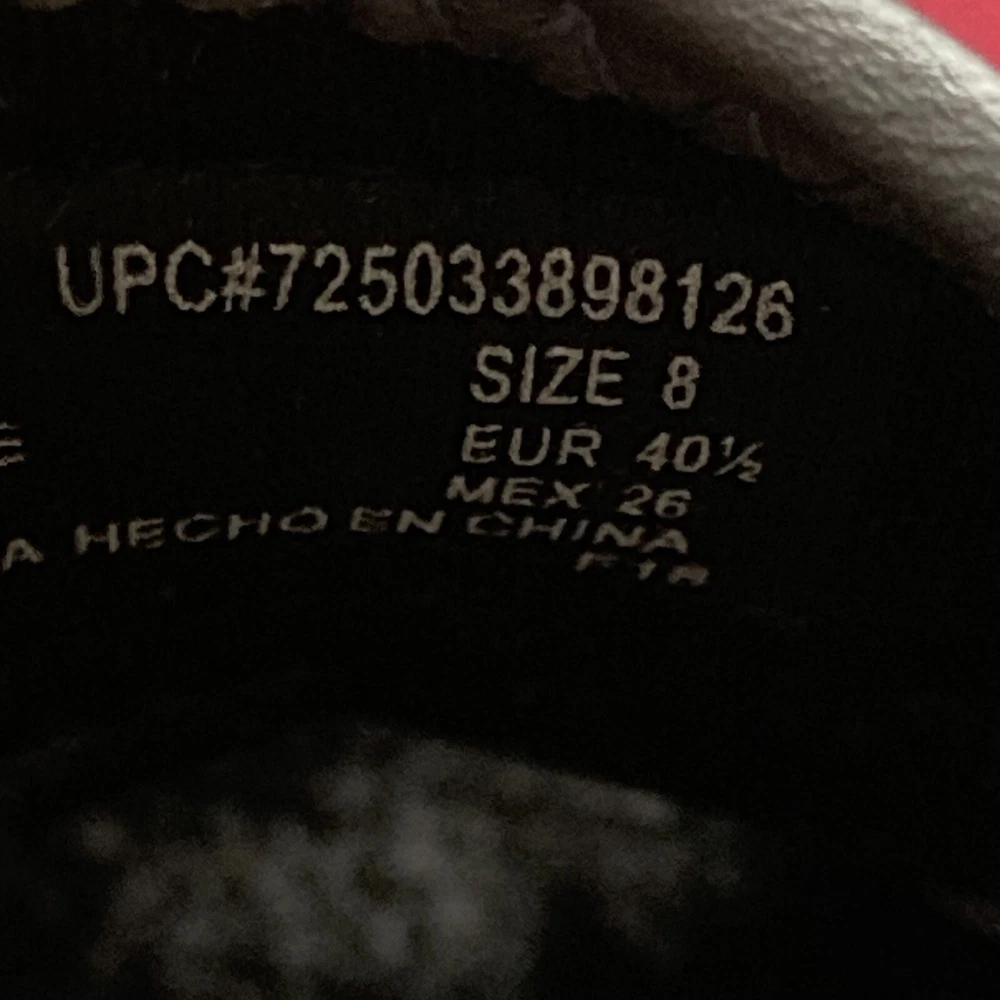 UPC#725033898126
SIZE 8
EUR 40½
MEX 26
HECHO EN CHINA